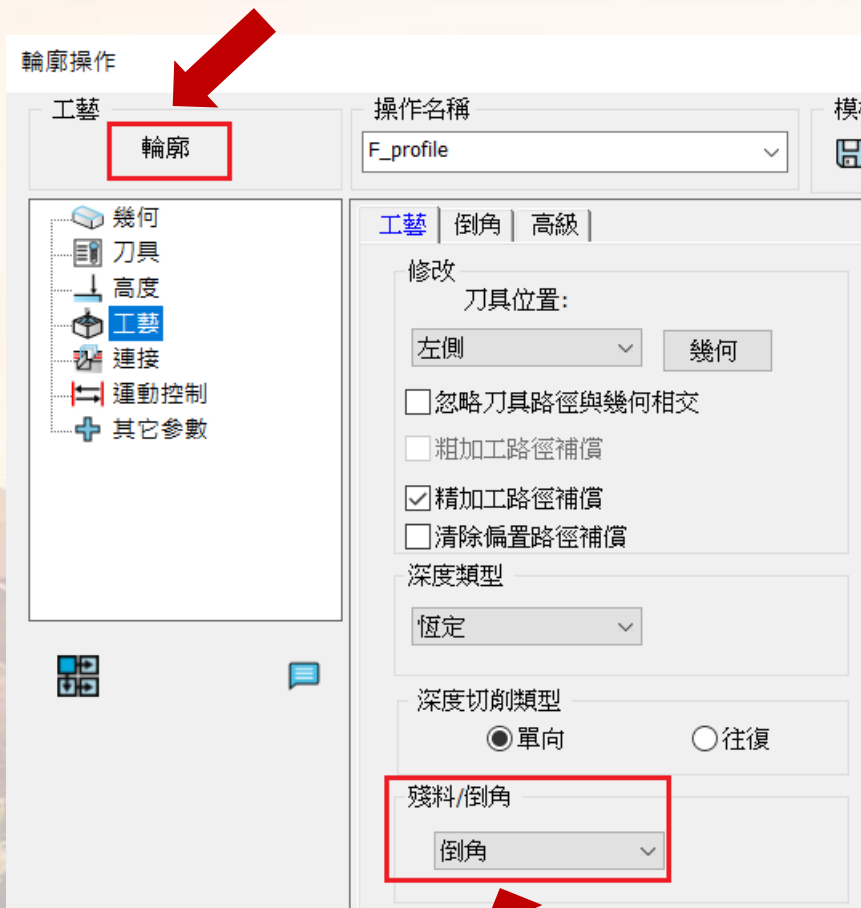 輪廓操作
工藝
輪廓
操作名稱
F_profile
幾何
刀具
高度
工藝
連接
運動控制
其它參數
工藝
倒角
高級
修改
刀具位置:
左側
幾何
忽略刀具路徑與幾何相交
粗加工路徑補償
精加工路徑補償
清除偏置路徑補償
深度類型
恆定
深度切削類型
單向
往復
殘料/倒角
倒角